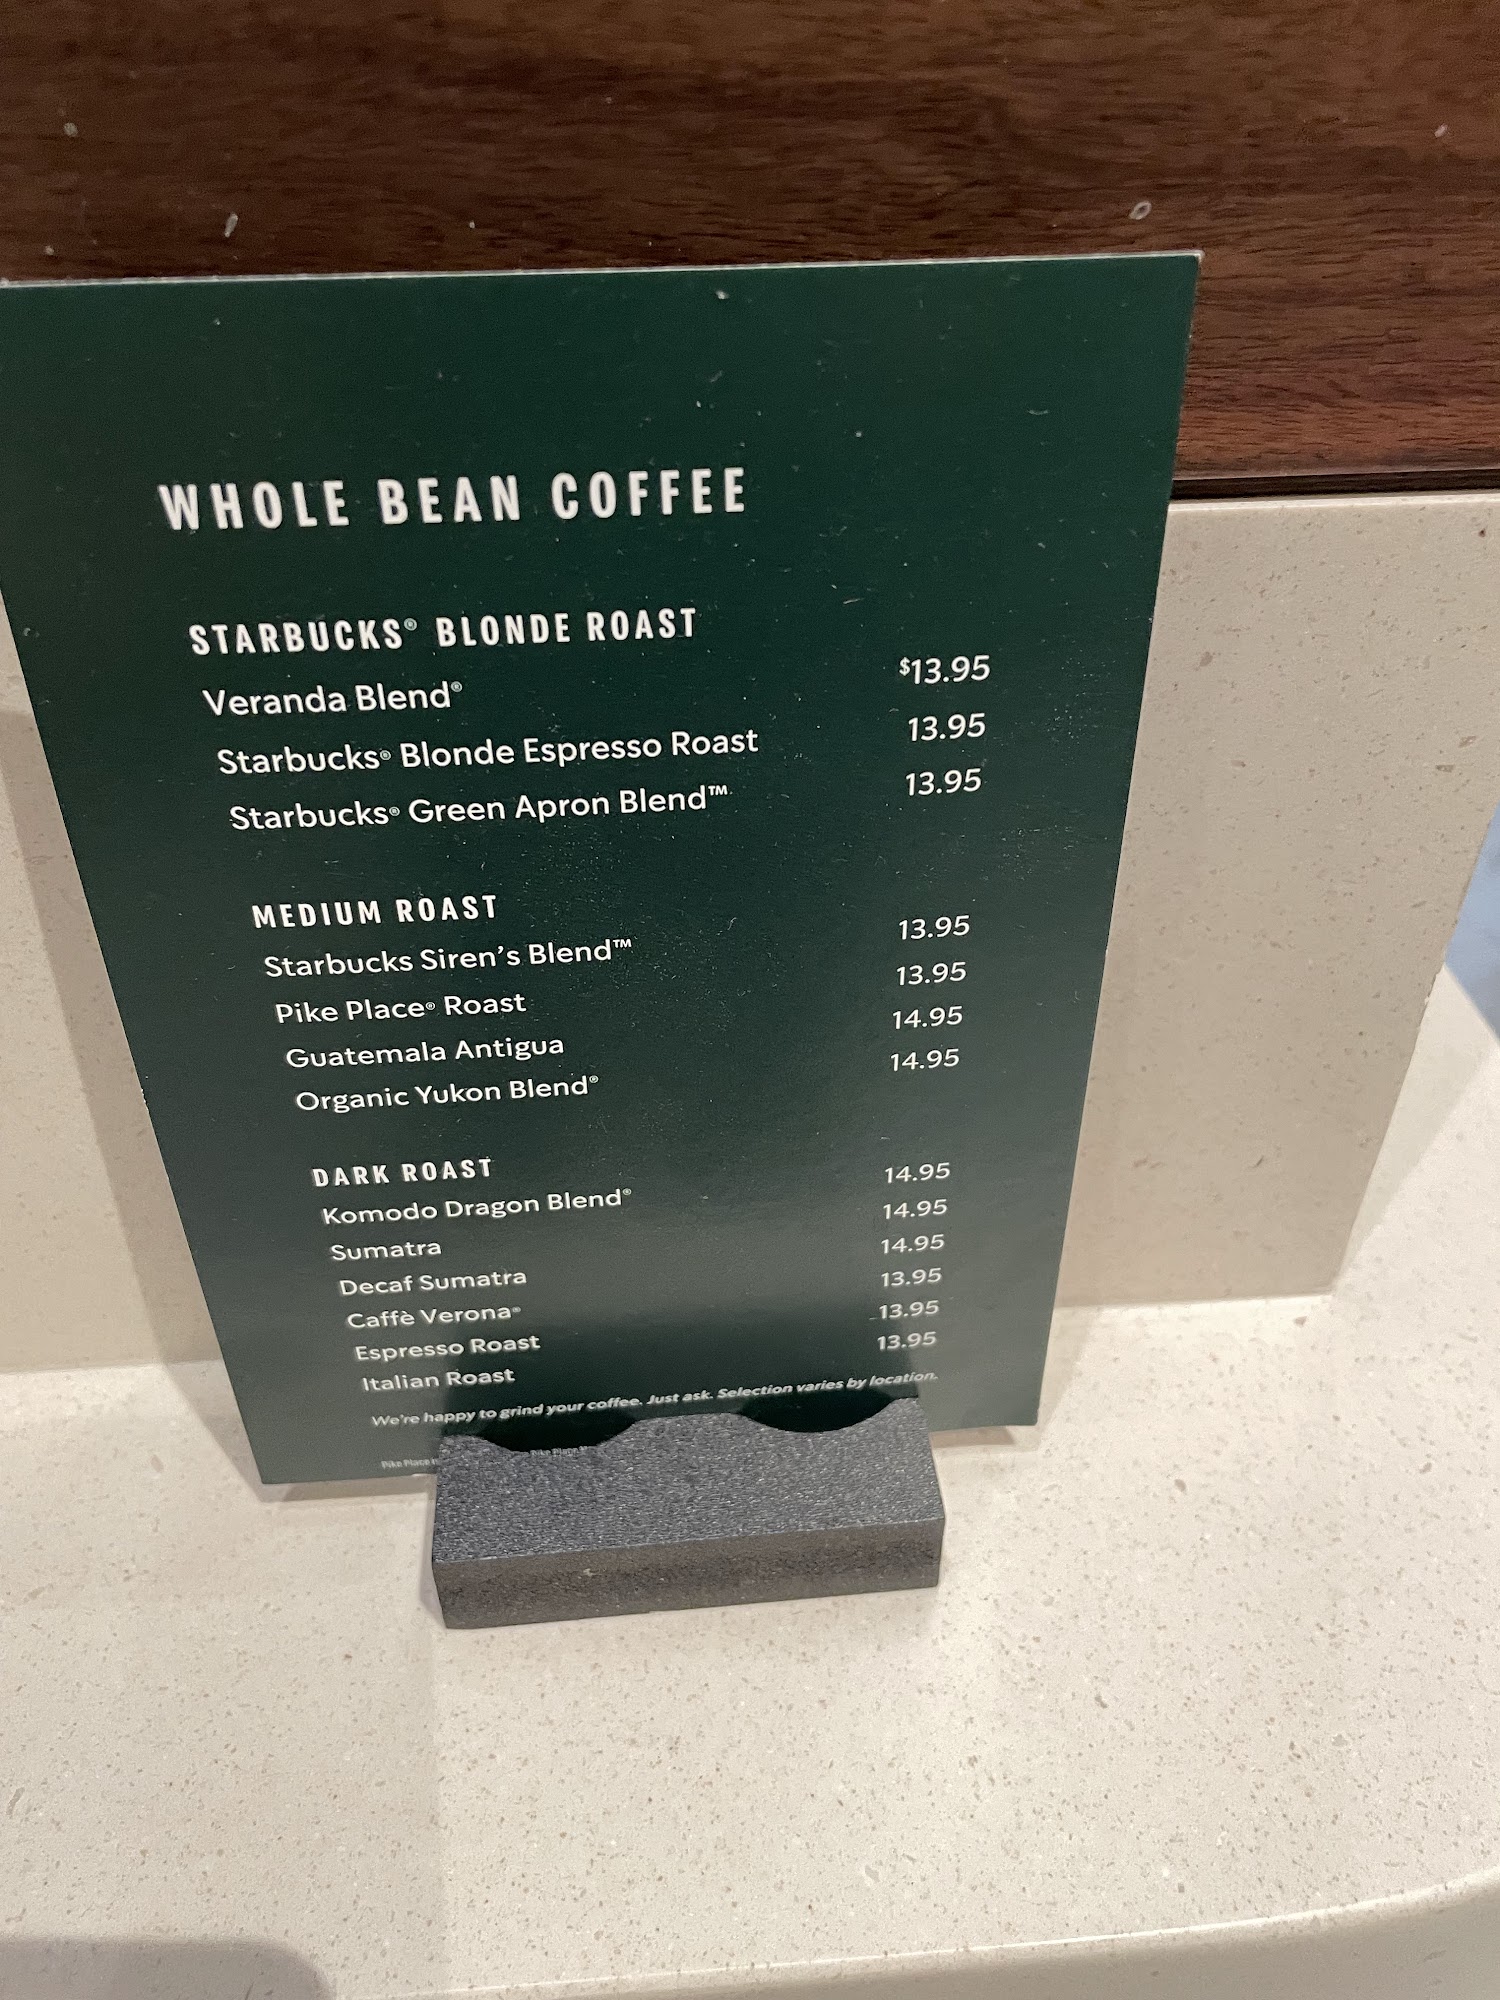 WHOLE BEAN COFFEE
STARBUCKS® BLONDE ROAST
Veranda Blend® $13.95
Starbucks® Blonde Espresso Roast 13.95
Starbucks® Green Apron Blend™ 13.95
MEDIUM ROAST
Starbucks Siren's Blend™ 13.95
Pike Place® Roast 13.95
Guatemala Antigua 14.95
Organic Yukon Blend® 14.95
DARK ROAST
Komodo Dragon Blend® 14.95
Sumatra 14.95
Decaf Sumatra 14.95
Caffè Verona® 13.95
Espresso Roast 13.95
Italian Roast 13.95
We're happy to grind your coffee. Just ask. Selection varies by location.
Pike Place Pike Place